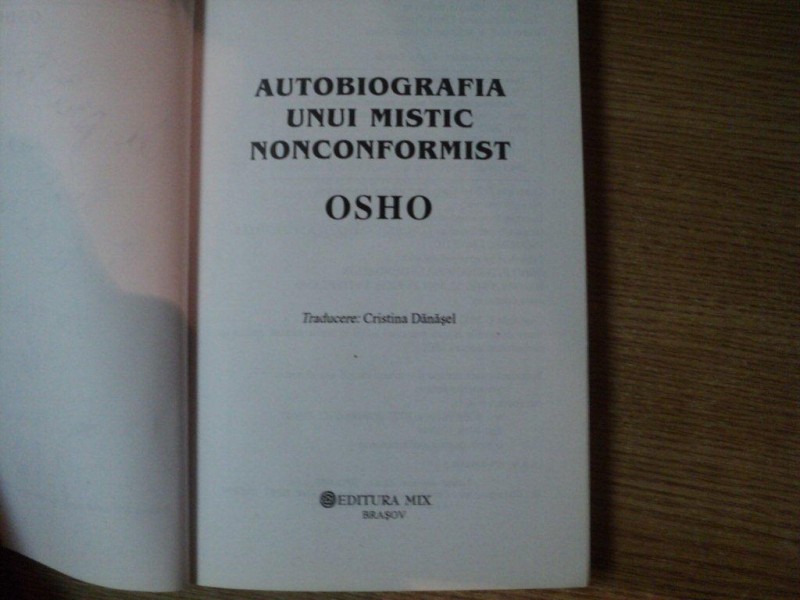 AUTOBIOGRAFIA
UNUI MISTIC
NONCONFORMIST
OSHO
Traducere: Cristina Dănășel
EDITURA MIX
BRAȘOV